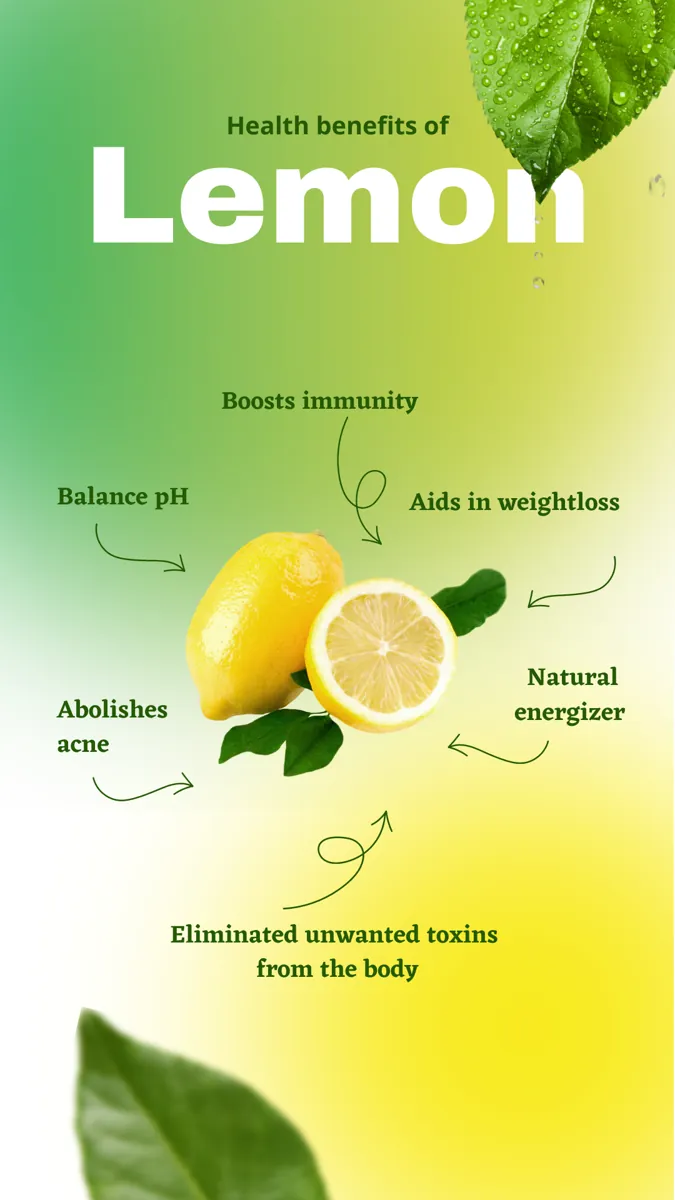 Health benefits of
Lemon
Boosts immunity
Balance pH
Aids in weightloss
Natural
energizer
Abolishes
acne
Eliminated unwanted toxins
from the body